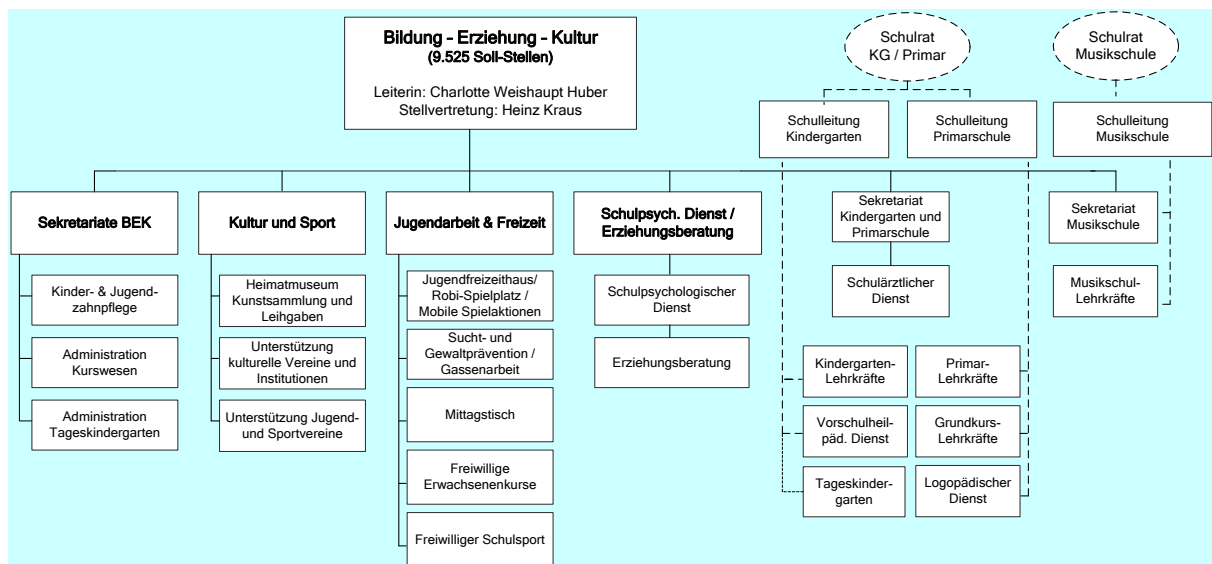 Bildung - Erziehung - Kultur
(9.525 Soll-Stellen)
Leiterin: Charlotte Weishaupt Huber
Stellvertretung: Heinz Kraus
Schulrat
KG / Primar
Schulrat
Musikschule
Schulleitung
Kindergarten
Schulleitung
Primarschule
Schulleitung
Musikschule
Sekretariate BEK
Kultur und Sport
Jugendarbeit & Freizeit
Schulpsych. Dienst /
Erziehungsberatung
Sekretariat
Kindergarten und
Primarschule
Sekretariat
Musikschule
Kinder- & Jugend-
zahnpflege
Administration
Kurswesen
Administration
Tageskindergarten
Heimatmuseum
Kunstsammlung und
Leihgaben
Unterstützung
kulturelle Vereine und
Institutionen
Unterstützung Jugend-
und Sportvereine
Jugendfreizeithaus/
Robi-Spielplatz /
Mobile Spielaktionen
Sucht- und
Gewaltprävention /
Gassenarbeit
Mittagstisch
Freiwillige
Erwachsenenkurse
Freiwilliger Schulsport
Schulpsychologischer
Dienst
Erziehungsberatung
Schulärztlicher
Dienst
Musikschul-
Lehrkräfte
Kindergarten-
Lehrkräfte
Vorschulheil-
päd. Dienst
Tageskinder-
garten
Primar-
Lehrkräfte
Grundkurs-
Lehrkräfte
Logopädischer
Dienst